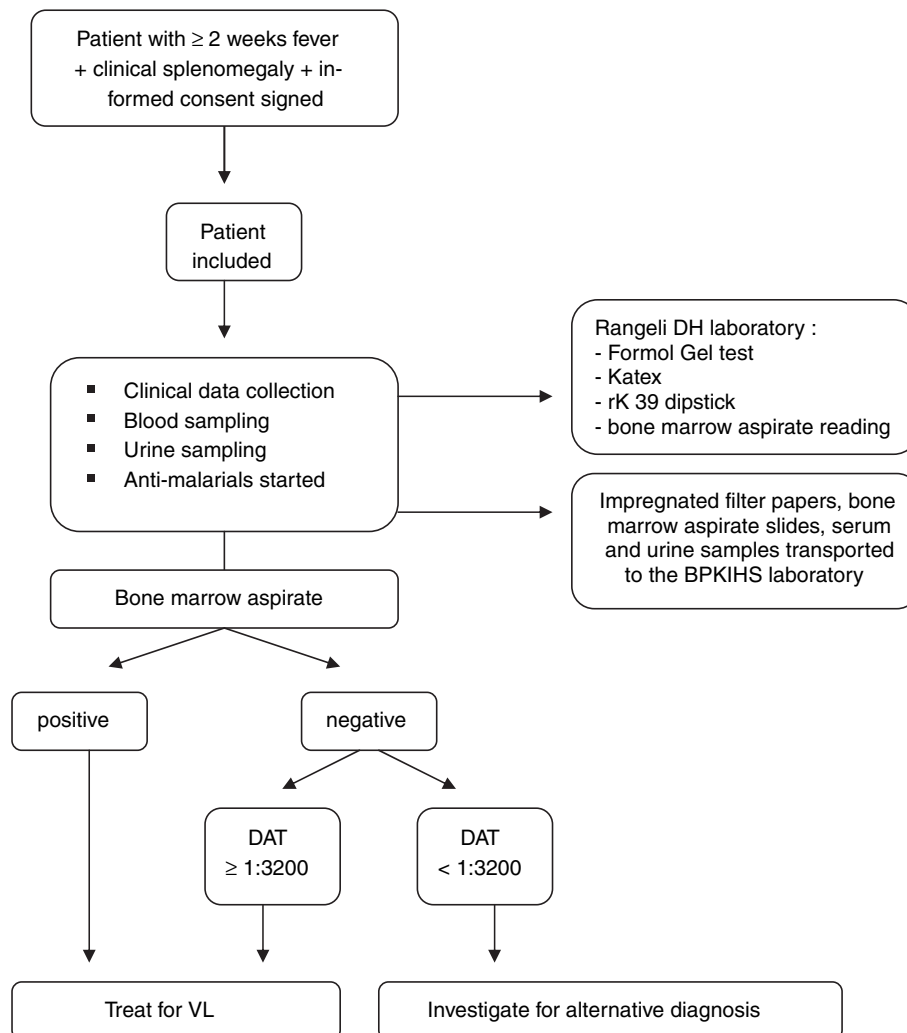 Patient with ≥ 2 weeks fever
+ clinical splenomegaly + in-
formed consent signed
Patient
included
▪ Clinical data collection
▪ Blood sampling
▪ Urine sampling
▪ Anti-malarials started
Rangeli DH laboratory :
- Formol Gel test
- Katex
- rK 39 dipstick
- bone marrow aspirate reading
Impregnated filter papers, bone
marrow aspirate slides, serum
and urine samples transported
to the BPKIHS laboratory
Bone marrow aspirate
positive
negative
DAT
≥ 1:3200
DAT
< 1:3200
Treat for VL
Investigate for alternative diagnosis